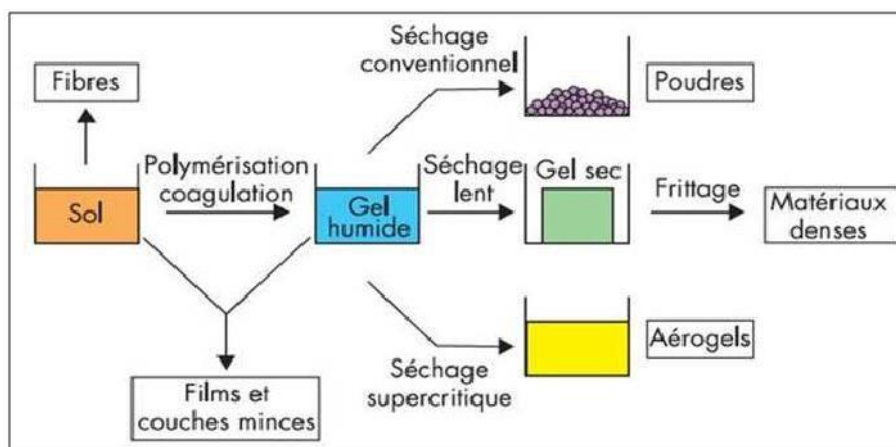 Fibres
Sol
Polymérisation
coagulation
Gel
humide
Films et
couches minces
Séchage
conventionnel
Poudres
Séchage
lent
Gel sec
Frittage
Matériaux
denses
Séchage
supercritique
Aérogels